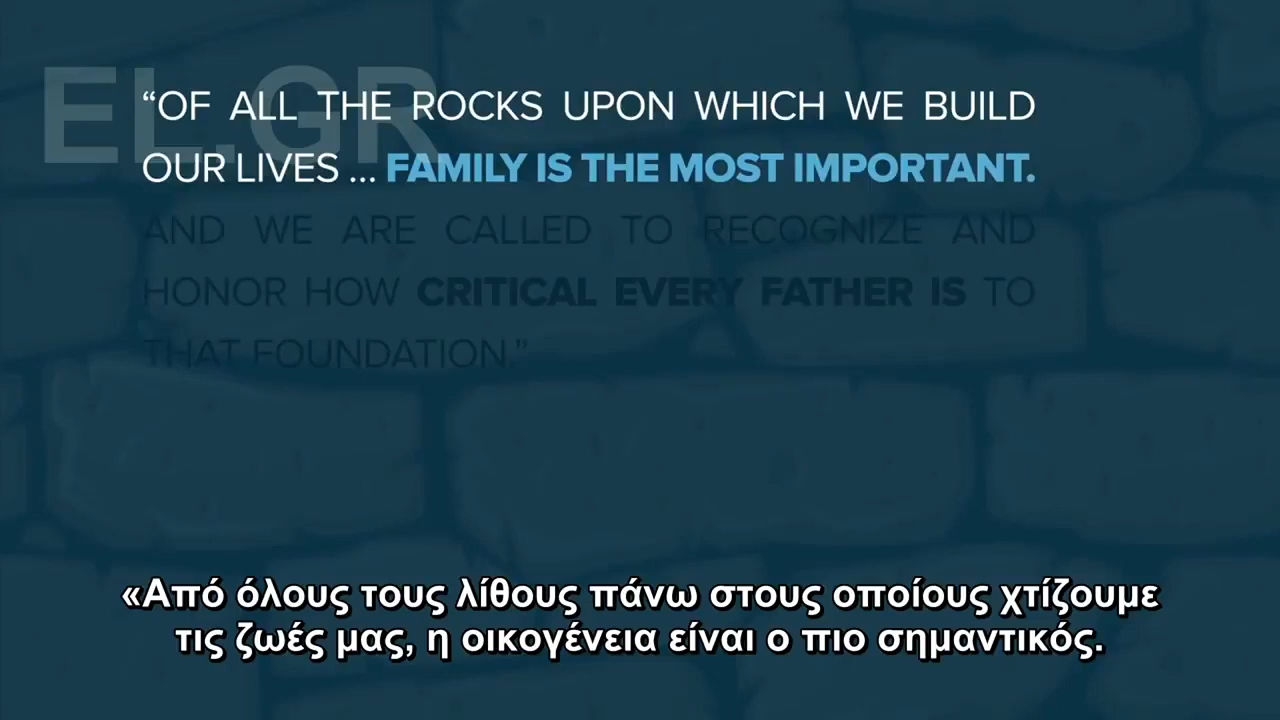 EL.GR
“OF ALL THE ROCKS UPON WHICH WE BUILD
OUR LIVES ... FAMILY IS THE MOST IMPORTANT.
AND WE ARE CALLED TO RECOGNIZE AND
HONOR HOW CRITICAL EVERY FATHER IS TO
THAT FOUNDATION.”
«Από όλους τους λίθους πάνω στους οποίους χτίζουμε
τις ζωές μας, η οικογένεια είναι ο πιο σημαντικός.